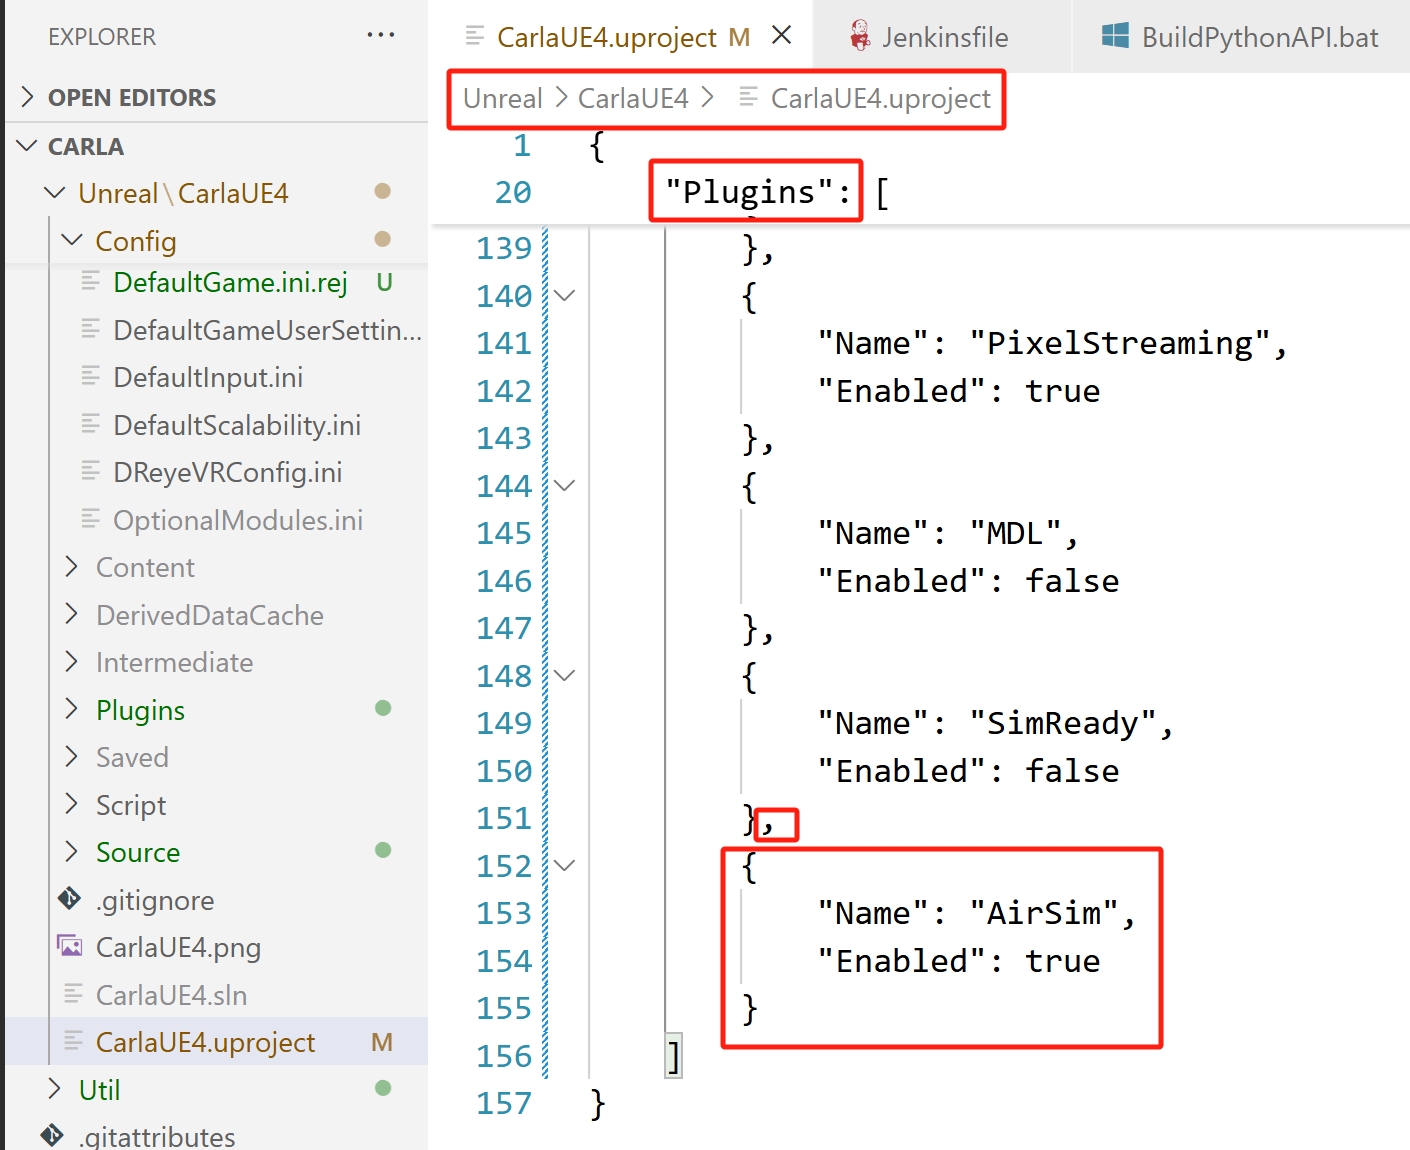 EXPLORER
...
OPEN EDITORS
CARLA
Unreal\CarlaUE4
Config
DefaultGame.ini.rej U
DefaultGameUserSettin...
DefaultInput.ini
DefaultScalability.ini
DReyeVRConfig.ini
OptionalModules.ini
Content
DerivedDataCache
Intermediate
Plugins
Saved
Script
Source
.gitignore
CarlaUE4.png
CarlaUE4.sln
CarlaUE4.uproject M
Util
.gitattributes
CarlaUE4.uproject M
Jenkinsfile
BuildPythonAPI.bat
Unreal > CarlaUE4 > CarlaUE4.uproject
1 {
20 "Plugins": [
139 },
140 {
141 "Name": "PixelStreaming",
142 "Enabled": true
143 },
144 {
145 "Name": "MDL",
146 "Enabled": false
147 },
148 {
149 "Name": "SimReady",
150 "Enabled": false
151 },
152 {
153 "Name": "AirSim",
154 "Enabled": true
155 }
156 ]
157 }